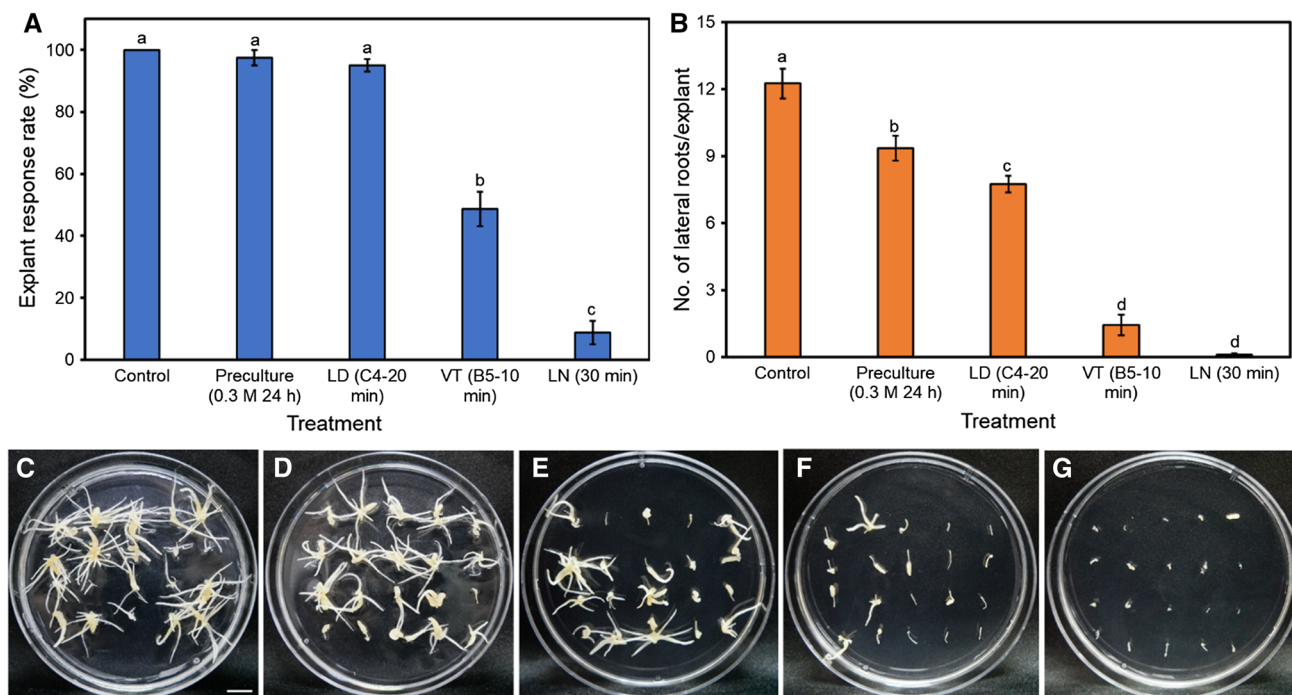 A
Explant response rate (%)
100
80
60
40
20
0
a
a
a
b
c
Control
Preculture
(0.3 M 24 h)
LD (C4-20
min)
VT (B5-10
min)
LN (30 min)
Treatment
B
No. of lateral roots/explant
15
12
9
6
3
0
a
b
c
d
d
Control
Preculture
(0.3 M 24 h)
LD (C4-20
min)
VT (B5-10
min)
LN (30 min)
Treatment
C
D
E
F
G